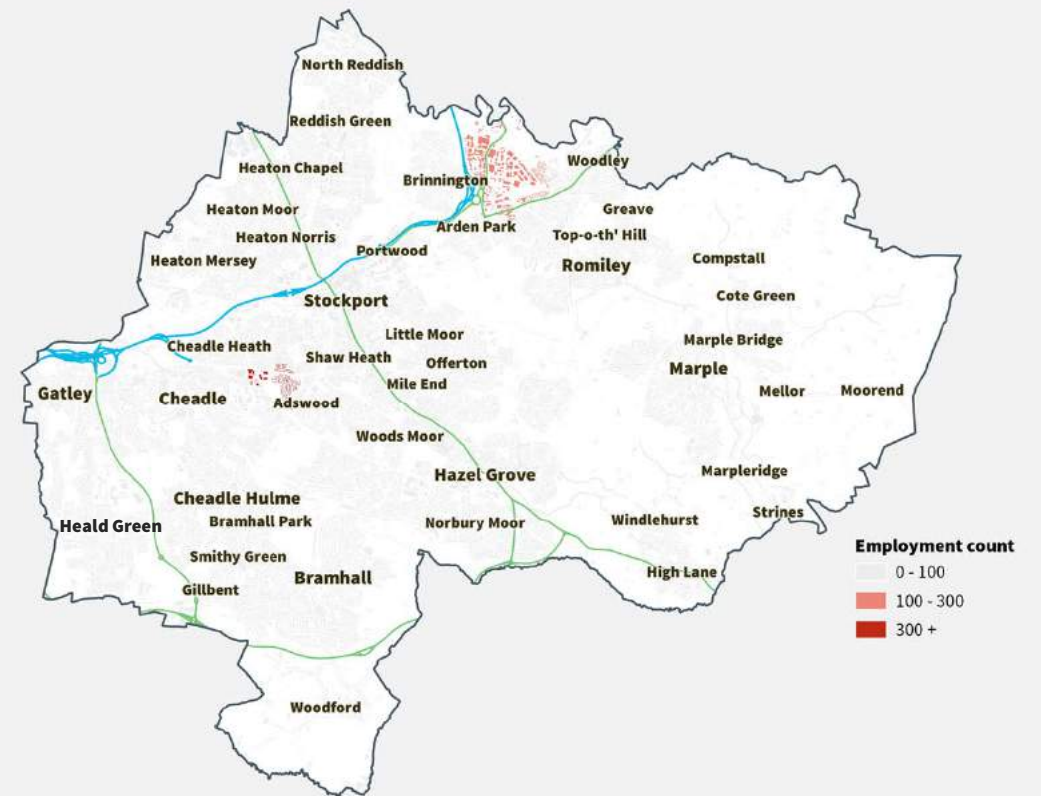 North Reddish
Reddish Green
Heaton Chapel
Woodley
Brinnington
Heaton Moor
Greave
Arden Park
Heaton Norris
Top-o-th' Hill
Portwood
Heaton Mersey
Romiley
Compstall
Stockport
Cote Green
Little Moor
Marple Bridge
Cheadle Heath
Shaw Heath
Offerton
Marple
Mile End
Gatley
Cheadle
Adswood
Mellor
Moorend
Woods Moor
Hazel Grove
Marpleridge
Cheadle Hulme
Strines
Heald Green
Bramhall Park
Norbury Moor
Windlehurst
Smithy Green
Bramhall
High Lane
Gillbent
Woodford
Employment count
0 - 100
100 - 300
300 +